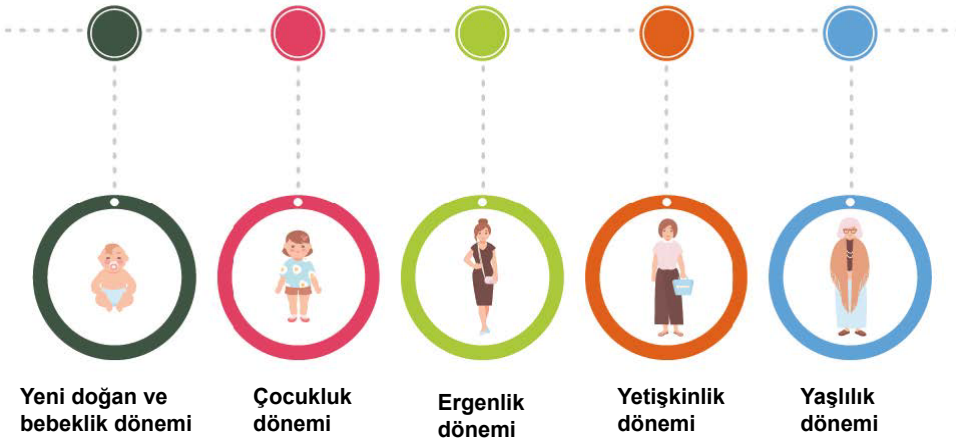 Yeni doğan ve
bebeklik dönemi
Çocukluk
dönemi
Ergenlik
dönemi
Yetişkinlik
dönemi
Yaşlılık
dönemi